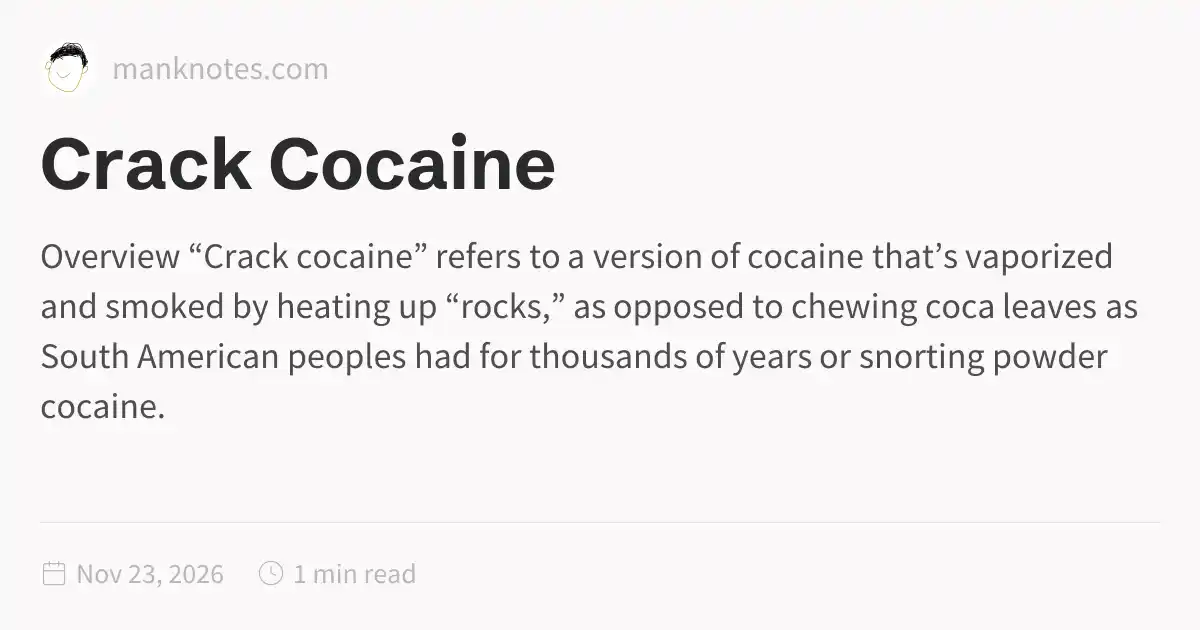 manknotes.com
Crack Cocaine
Overview “Crack cocaine” refers to a version of cocaine that’s vaporized
and smoked by heating up “rocks,” as opposed to chewing coca leaves as
South American peoples had for thousands of years or snorting powder
cocaine.
Nov 23, 2026 1 min read